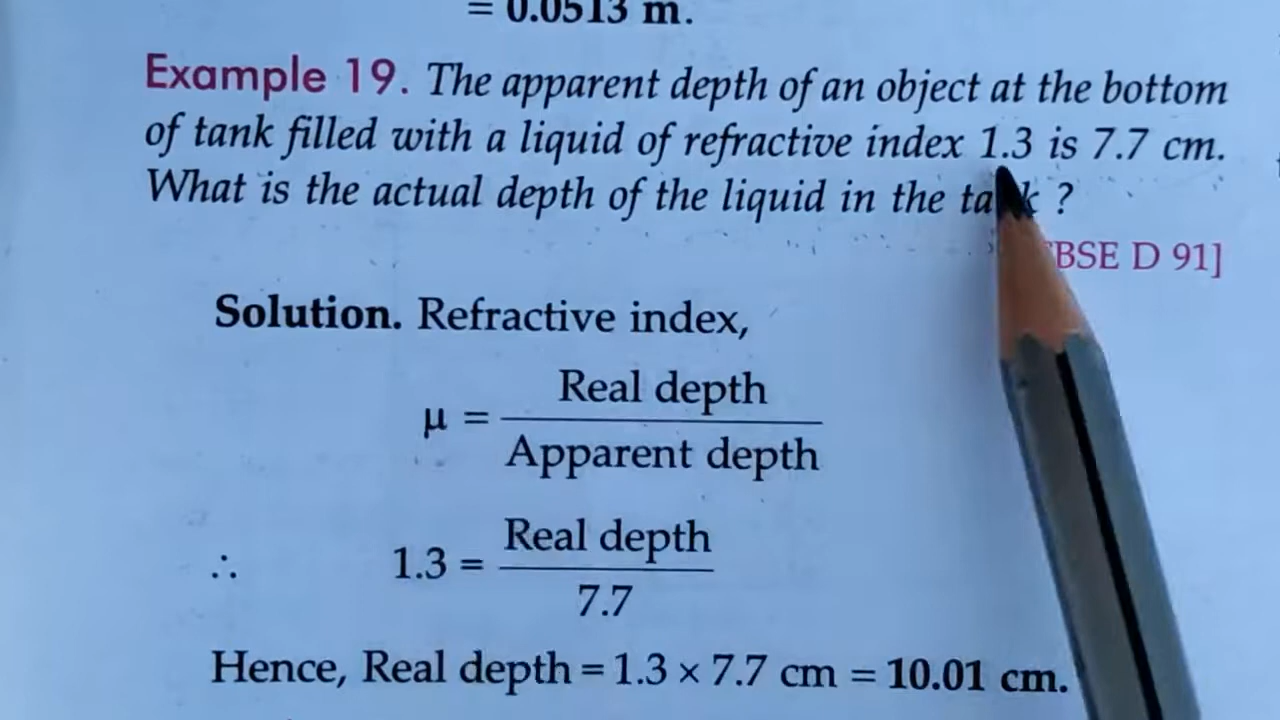 = 0.0513 m.
Example 19. The apparent depth of an object at the bottom
of tank filled with a liquid of refractive index 1.3 is 7.7 cm.
What is the actual depth of the liquid in the tank ?
BSE D 91]
Solution. Refractive index,
μ = Real depth
Apparent depth
∴ 1.3 = Real depth
7.7
Hence, Real depth = 1.3 × 7.7 cm = 10.01 cm.